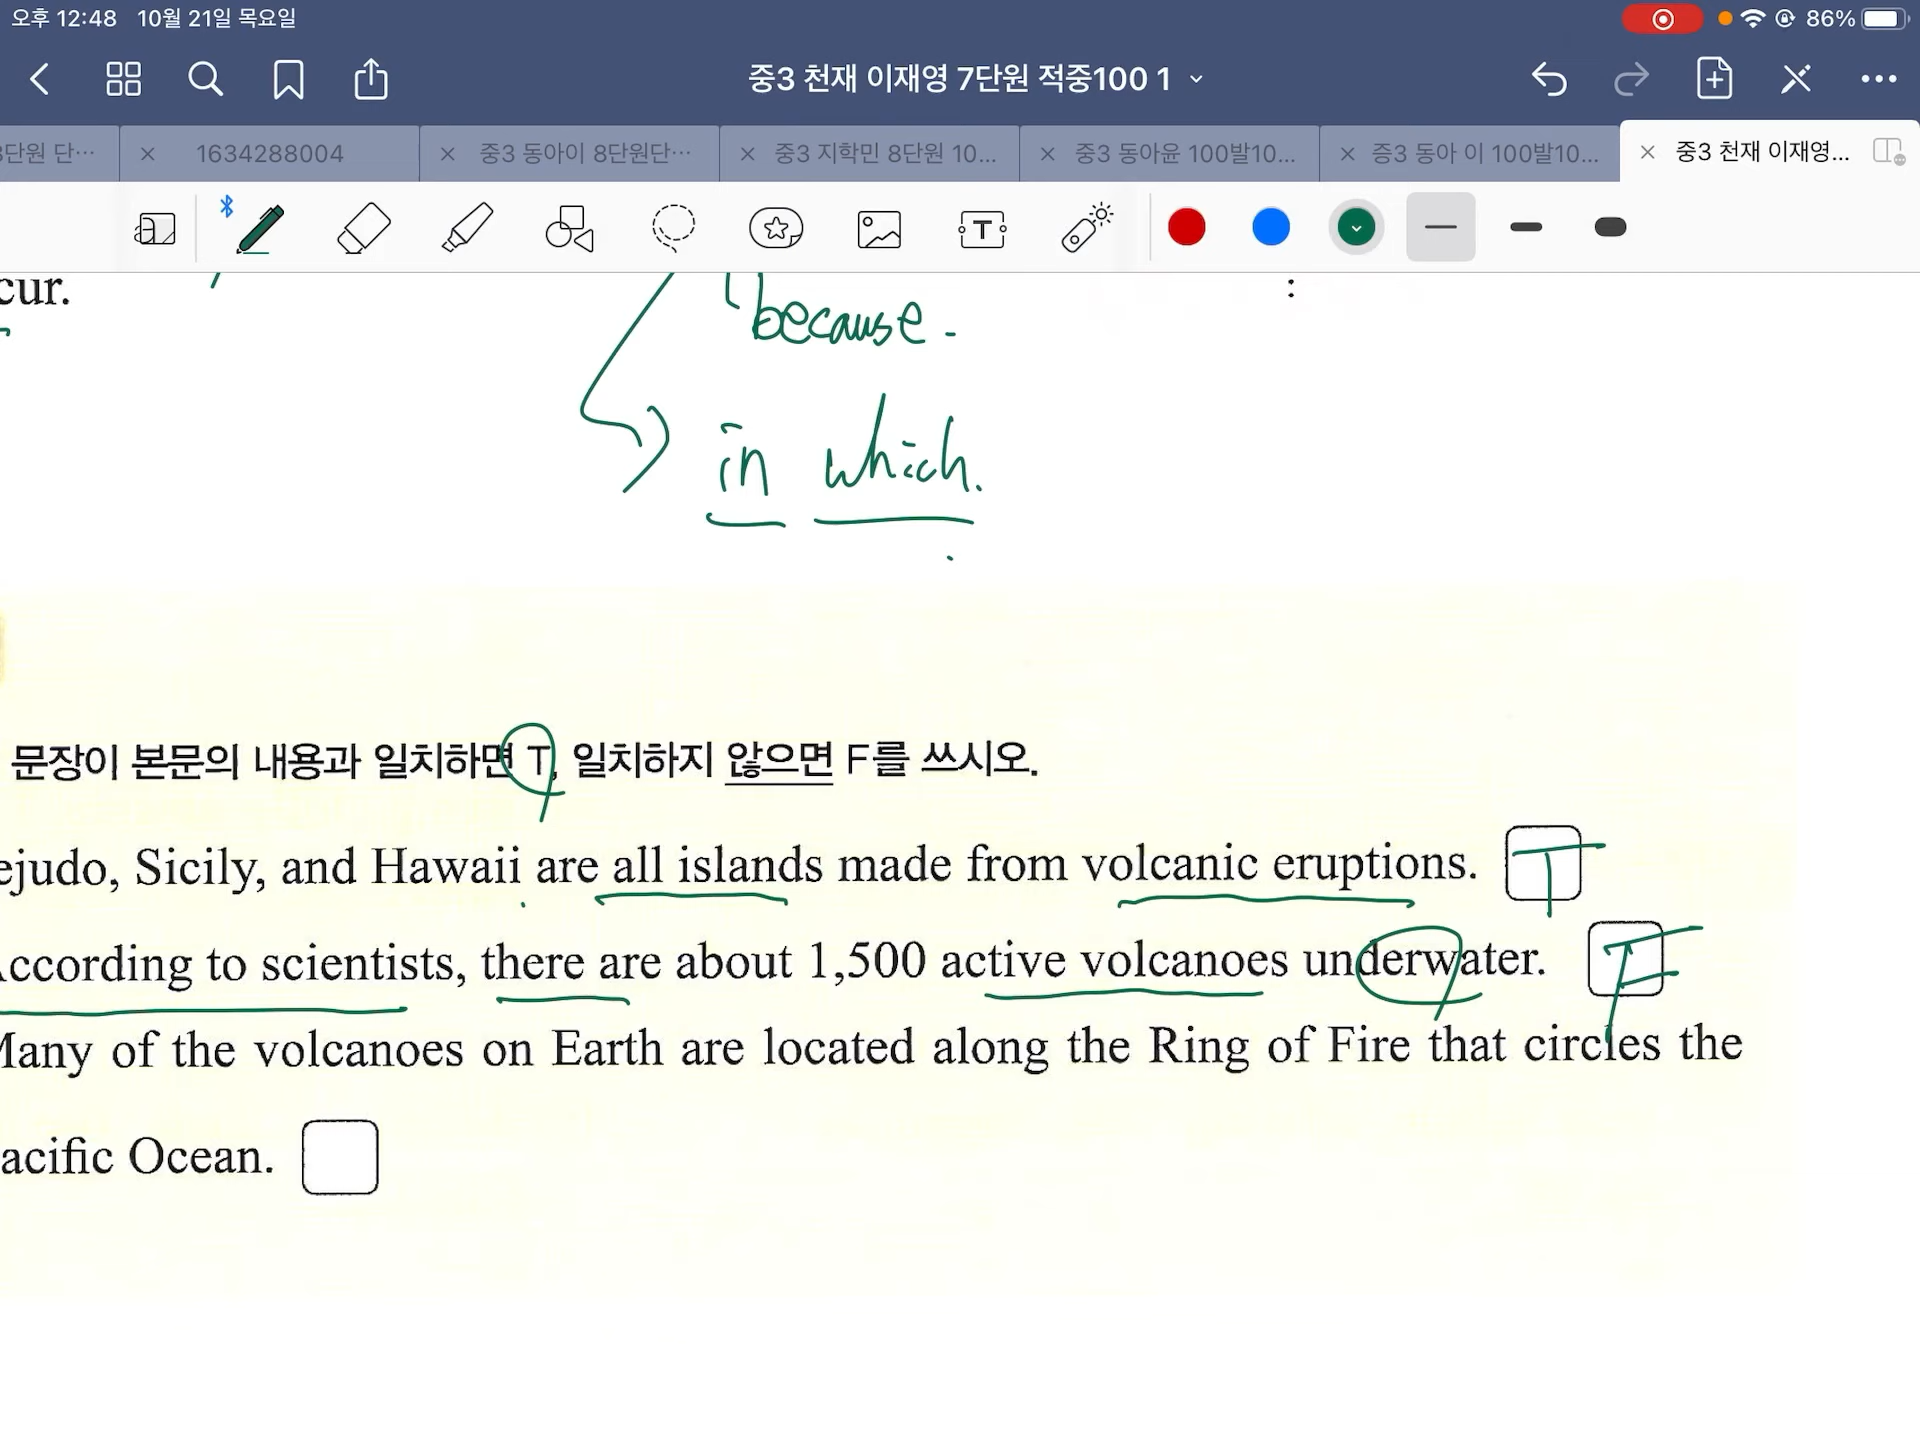 오후 12:48 10월 21일 목요일 86%
중3 천재 이재영 7단원 적중100 1
3단원 단… 1634288004 중3 동아이 8단원단… 중3 지학민 8단원 10... 중3 동아윤 100발10... 증3 동아 이 100발10... 중3 천재 이재영...
cur.
because.
in which.
문장이 본문의 내용과 일치하면 T, 일치하지 않으면 F를 쓰시오.
ejudo, Sicily, and Hawaii are all islands made from volcanic eruptions. T
According to scientists, there are about 1,500 active volcanoes underwater. F
Many of the volcanoes on Earth are located along the Ring of Fire that circles the
acific Ocean.